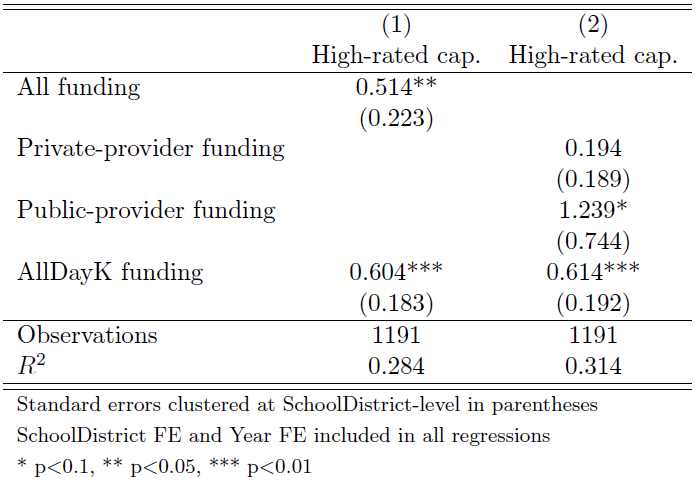 (1) (2)
High-rated cap. High-rated cap.
All funding 0.514**
(0.223)
Private-provider funding 0.194
(0.189)
Public-provider funding 1.239*
(0.744)
AllDayK funding 0.604*** 0.614***
(0.183) (0.192)
Observations 1191 1191
R² 0.284 0.314
Standard errors clustered at SchoolDistrict-level in parentheses
SchoolDistrict FE and Year FE included in all regressions
* p<0.1, ** p<0.05, *** p<0.01